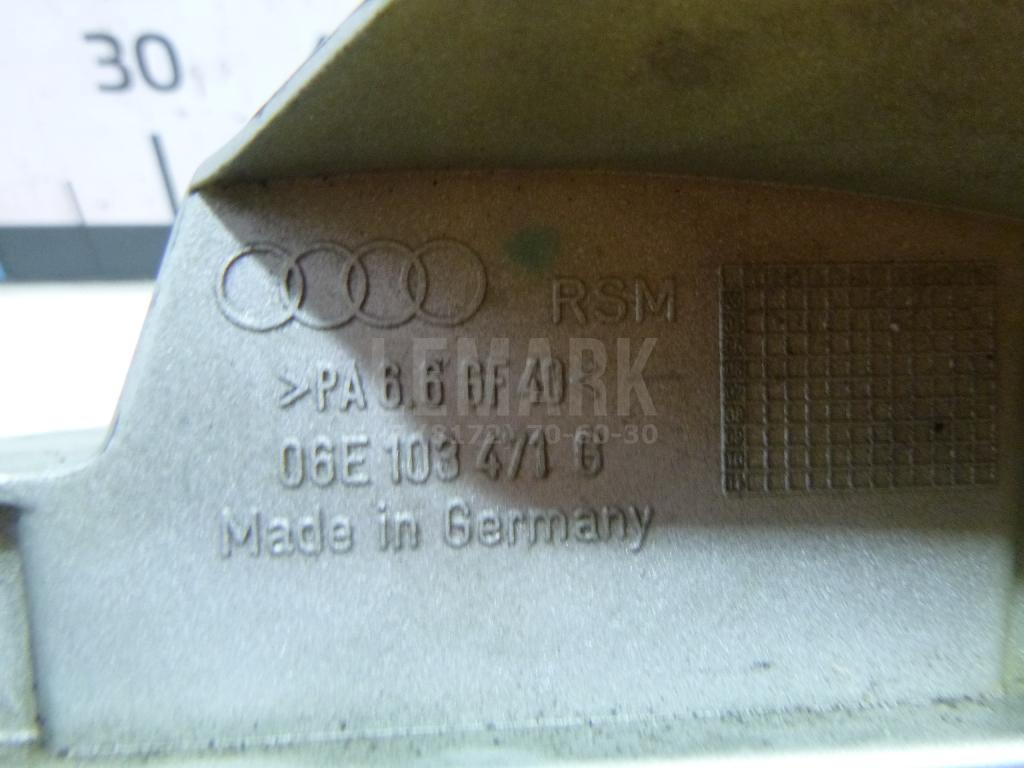 30
RSM
>PA 6.6 GF 40<
LEMARK
06E 103 471 G
Made in Germany